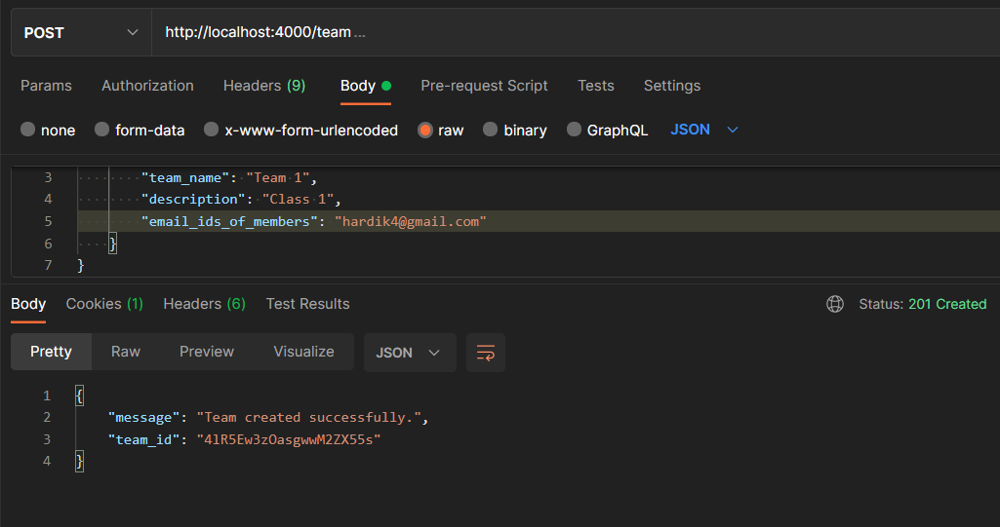 POST http://localhost:4000/team ...
Params Authorization Headers (9) Body Pre-request Script Tests Settings
none form-data x-www-form-urlencoded raw binary GraphQL JSON
3 "team_name": "Team 1",
4 "description": "Class 1",
5 "email_ids_of_members": "hardik4@gmail.com"
6 }
7 }
Body Cookies (1) Headers (6) Test Results Status: 201 Created
Pretty Raw Preview Visualize JSON
1 {
2 "message": "Team created successfully.",
3 "team_id": "4lR5Ew3zOasgwwM2ZX55s"
4 }